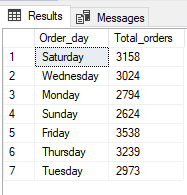 Results Messages
Order_day Total_orders
1 Saturday 3158
2 Wednesday 3024
3 Monday 2794
4 Sunday 2624
5 Friday 3538
6 Thursday 3239
7 Tuesday 2973